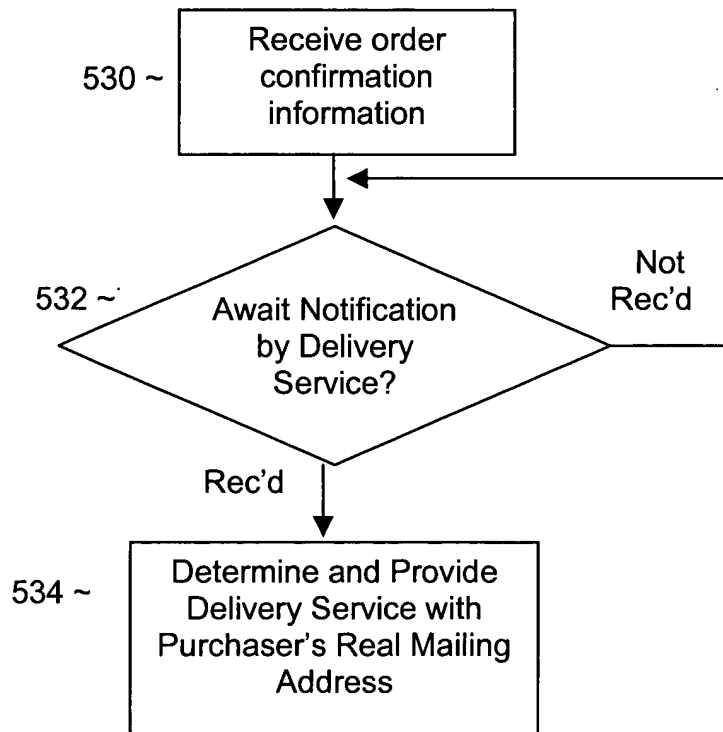 Receive order
confirmation
information
530 ~
532 ~
Await Notification
by Delivery
Service?
Not
Rec'd
Rec'd
534 ~
Determine and Provide
Delivery Service with
Purchaser's Real Mailing
Address